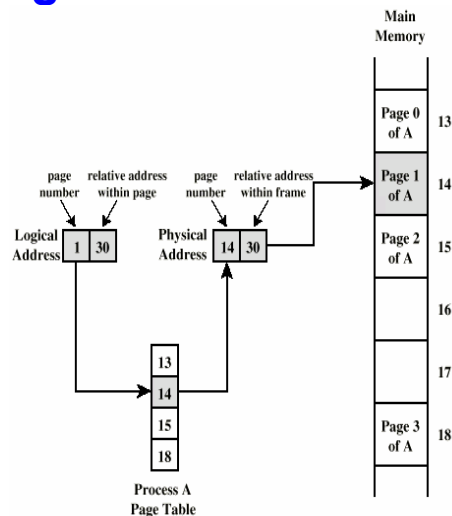 Main
Memory
Page 0
of A
13
page
number
relative address
within page
page
number
relative address
within frame
Page 1
of A
14
Logical
Address
1 30
Physical
Address
14 30
Page 2
of A
15
16
13
14
15
18
17
Page 3
of A
18
Process A
Page Table